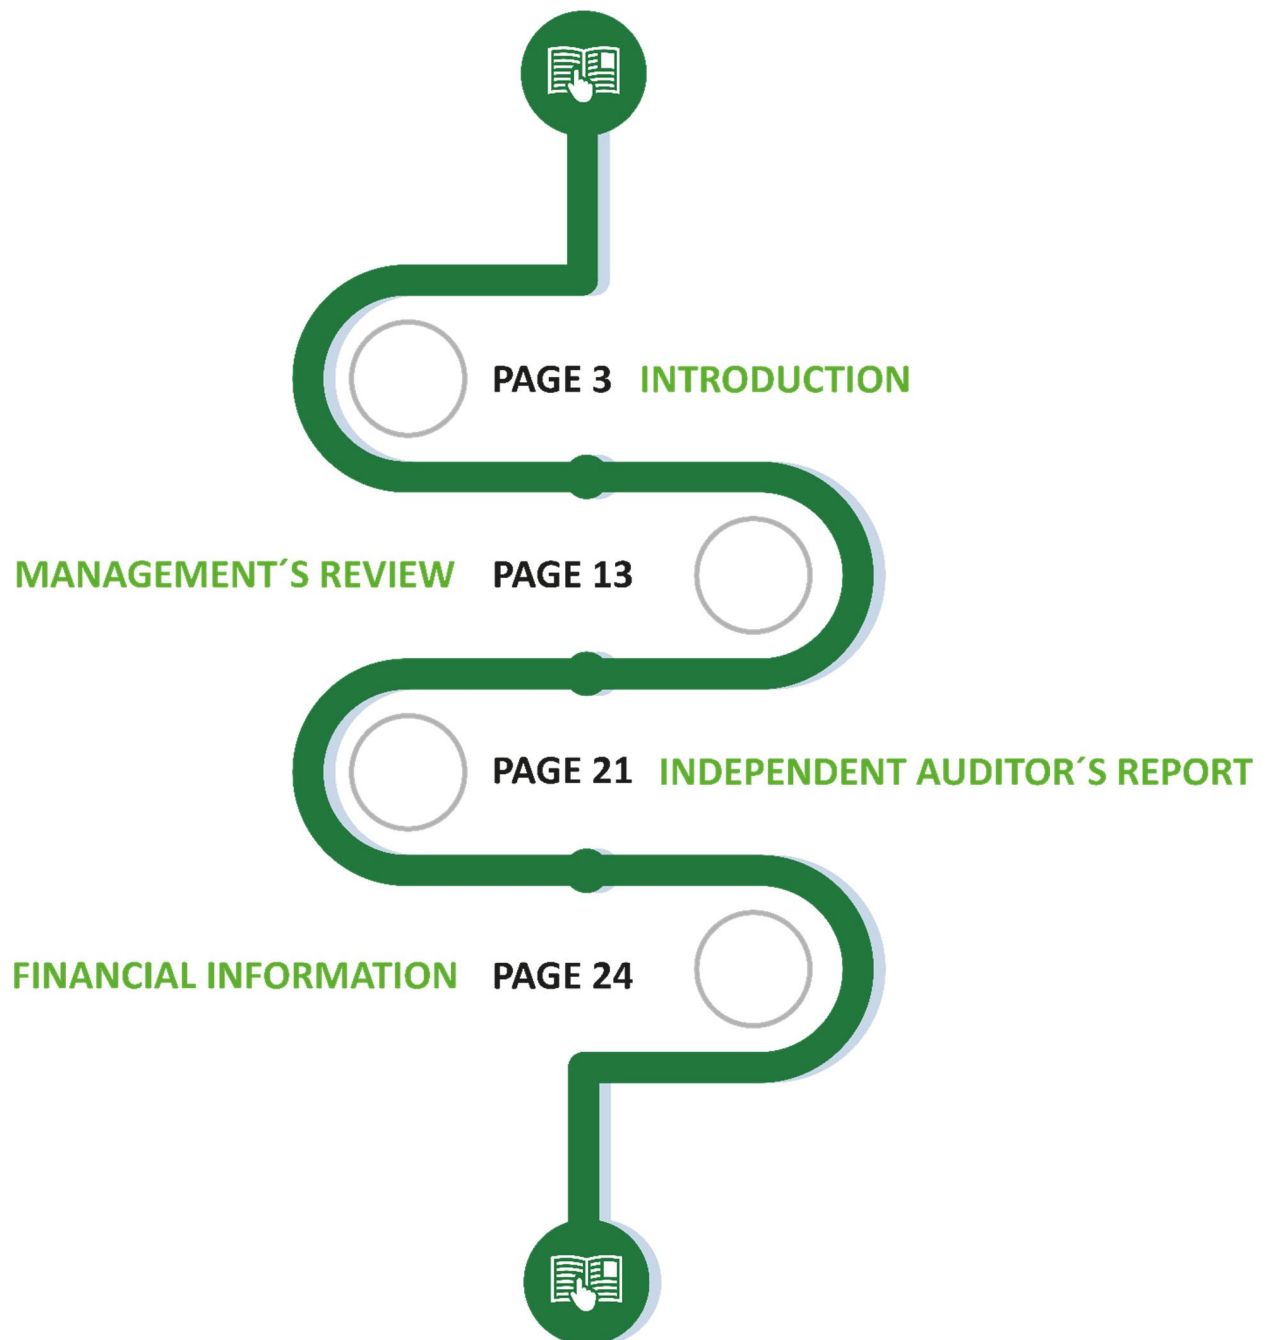 PAGE 3 INTRODUCTION
MANAGEMENT´S REVIEW PAGE 13
PAGE 21 INDEPENDENT AUDITOR´S REPORT
FINANCIAL INFORMATION PAGE 24